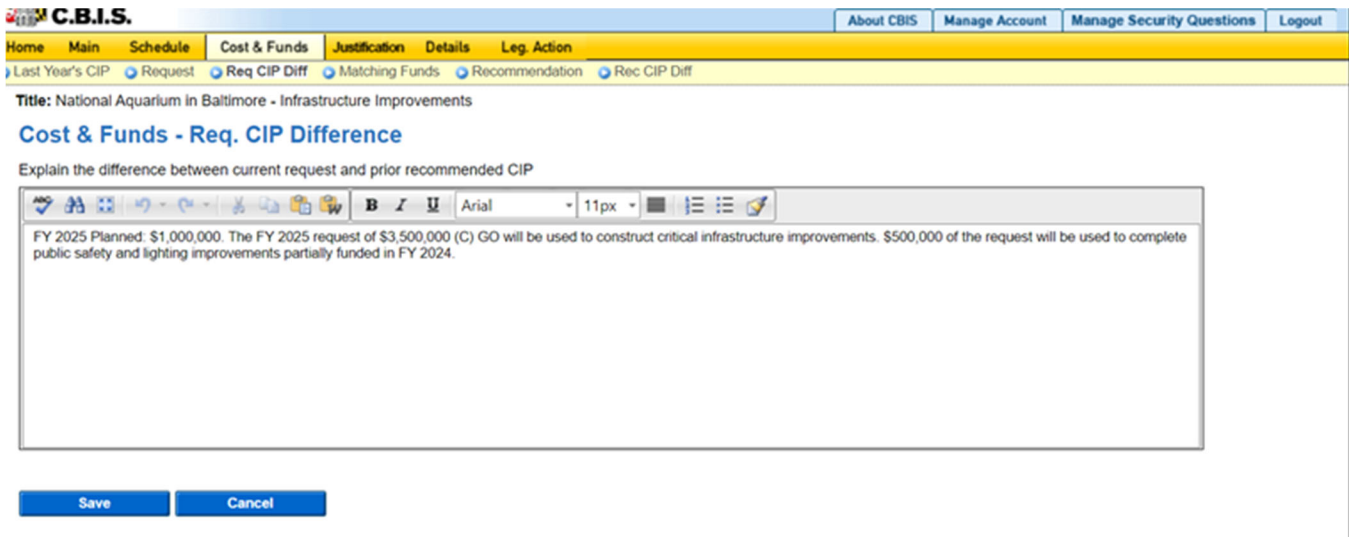 C.B.I.S.
About CBIS Manage Account Manage Security Questions Logout
Home Main Schedule Cost & Funds Justification Details Leg. Action
Last Year's CIP Request Req CIP Diff Matching Funds Recommendation Rec CIP Diff
Title: National Aquarium in Baltimore - Infrastructure Improvements
Cost & Funds - Req. CIP Difference
Explain the difference between current request and prior recommended CIP
ABC B I U Arial 11px
FY 2025 Planned: $1,000,000. The FY 2025 request of $3,500,000 (C) GO will be used to construct critical infrastructure improvements. $500,000 of the request will be used to complete
public safety and lighting improvements partially funded in FY 2024.
Save Cancel